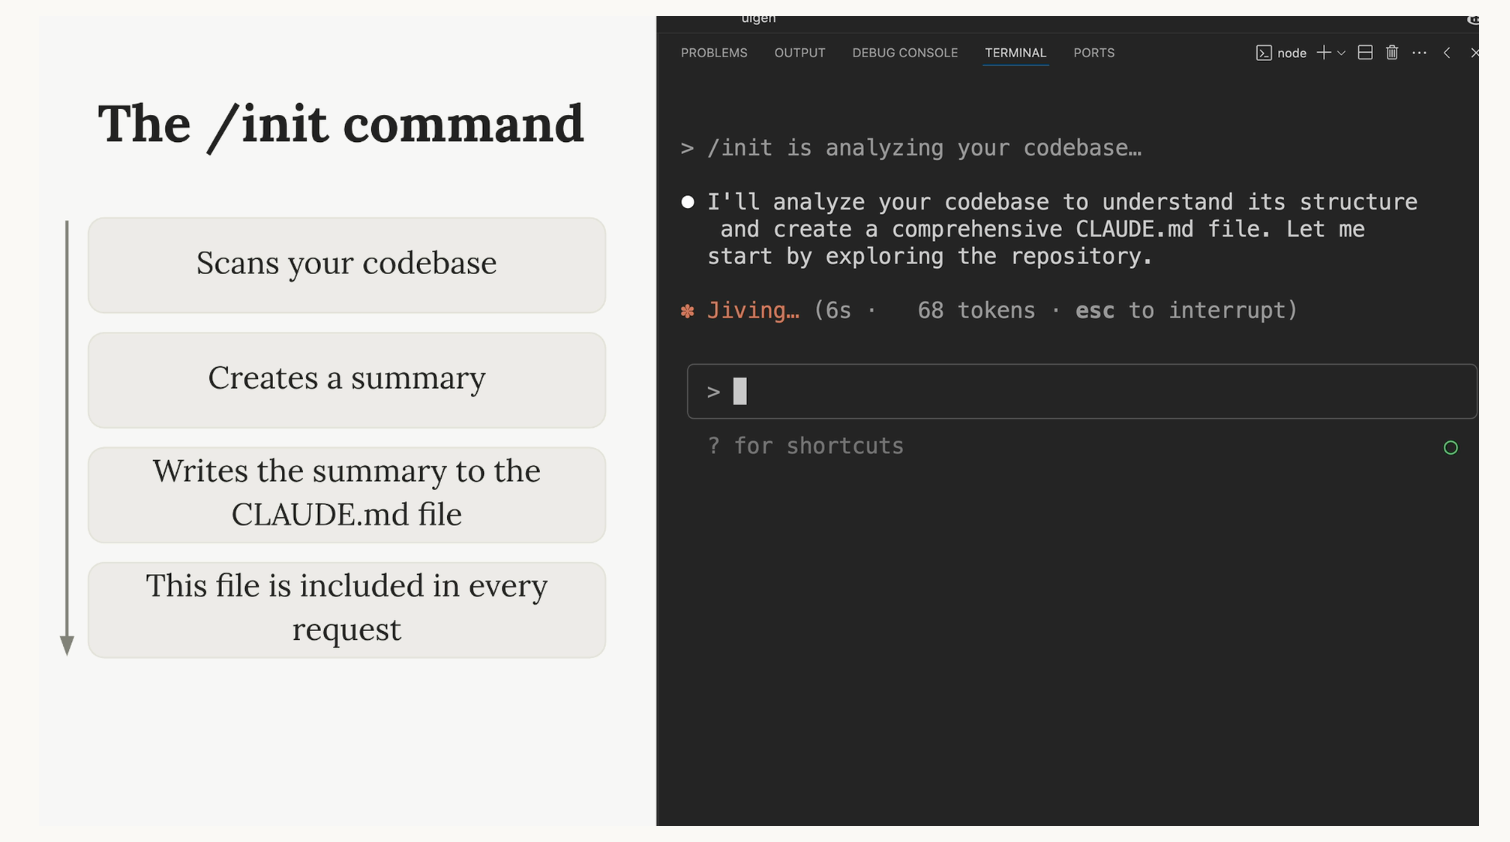 The /init command
Scans your codebase
Creates a summary
Writes the summary to the
CLAUDE.md file
This file is included in every
request
uigen
PROBLEMS OUTPUT DEBUG CONSOLE TERMINAL PORTS node
> /init is analyzing your codebase…
● I'll analyze your codebase to understand its structure
and create a comprehensive CLAUDE.md file. Let me
start by exploring the repository.
✽ Jiving… (6s · 68 tokens · esc to interrupt)
>
? for shortcuts